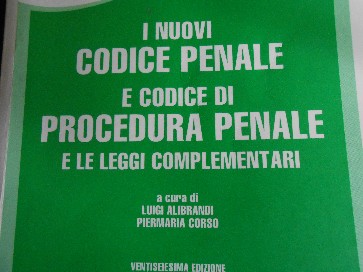 I NUOVI
CODICE PENALE
E CODICE DI
PROCEDURA PENALE
E LE LEGGI COMPLEMENTARI
a cura di
LUIGI ALIBRANDI
PIERMARIA CORSO
VENTISEIESIMA EDIZIONE